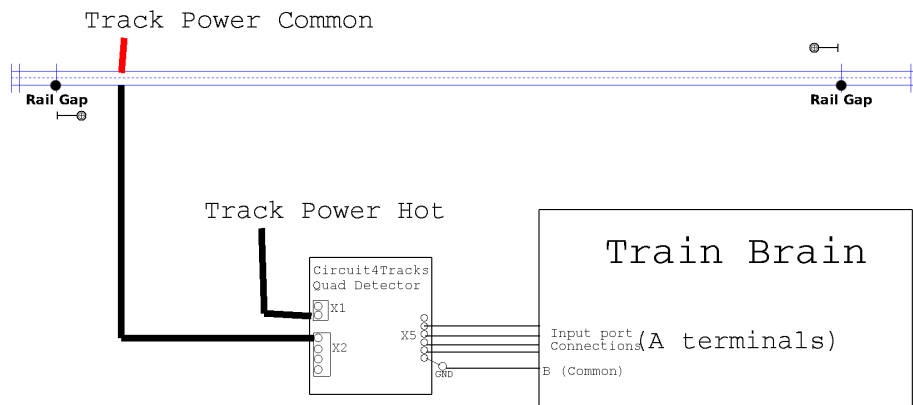 Track Power Common
Rail Gap
Rail Gap
Track Power Hot
Circuit4Tracks
Quad Detector
X1
X2
X5
GND
Train Brain
Input port
Connections
(A terminals)
B (Common)